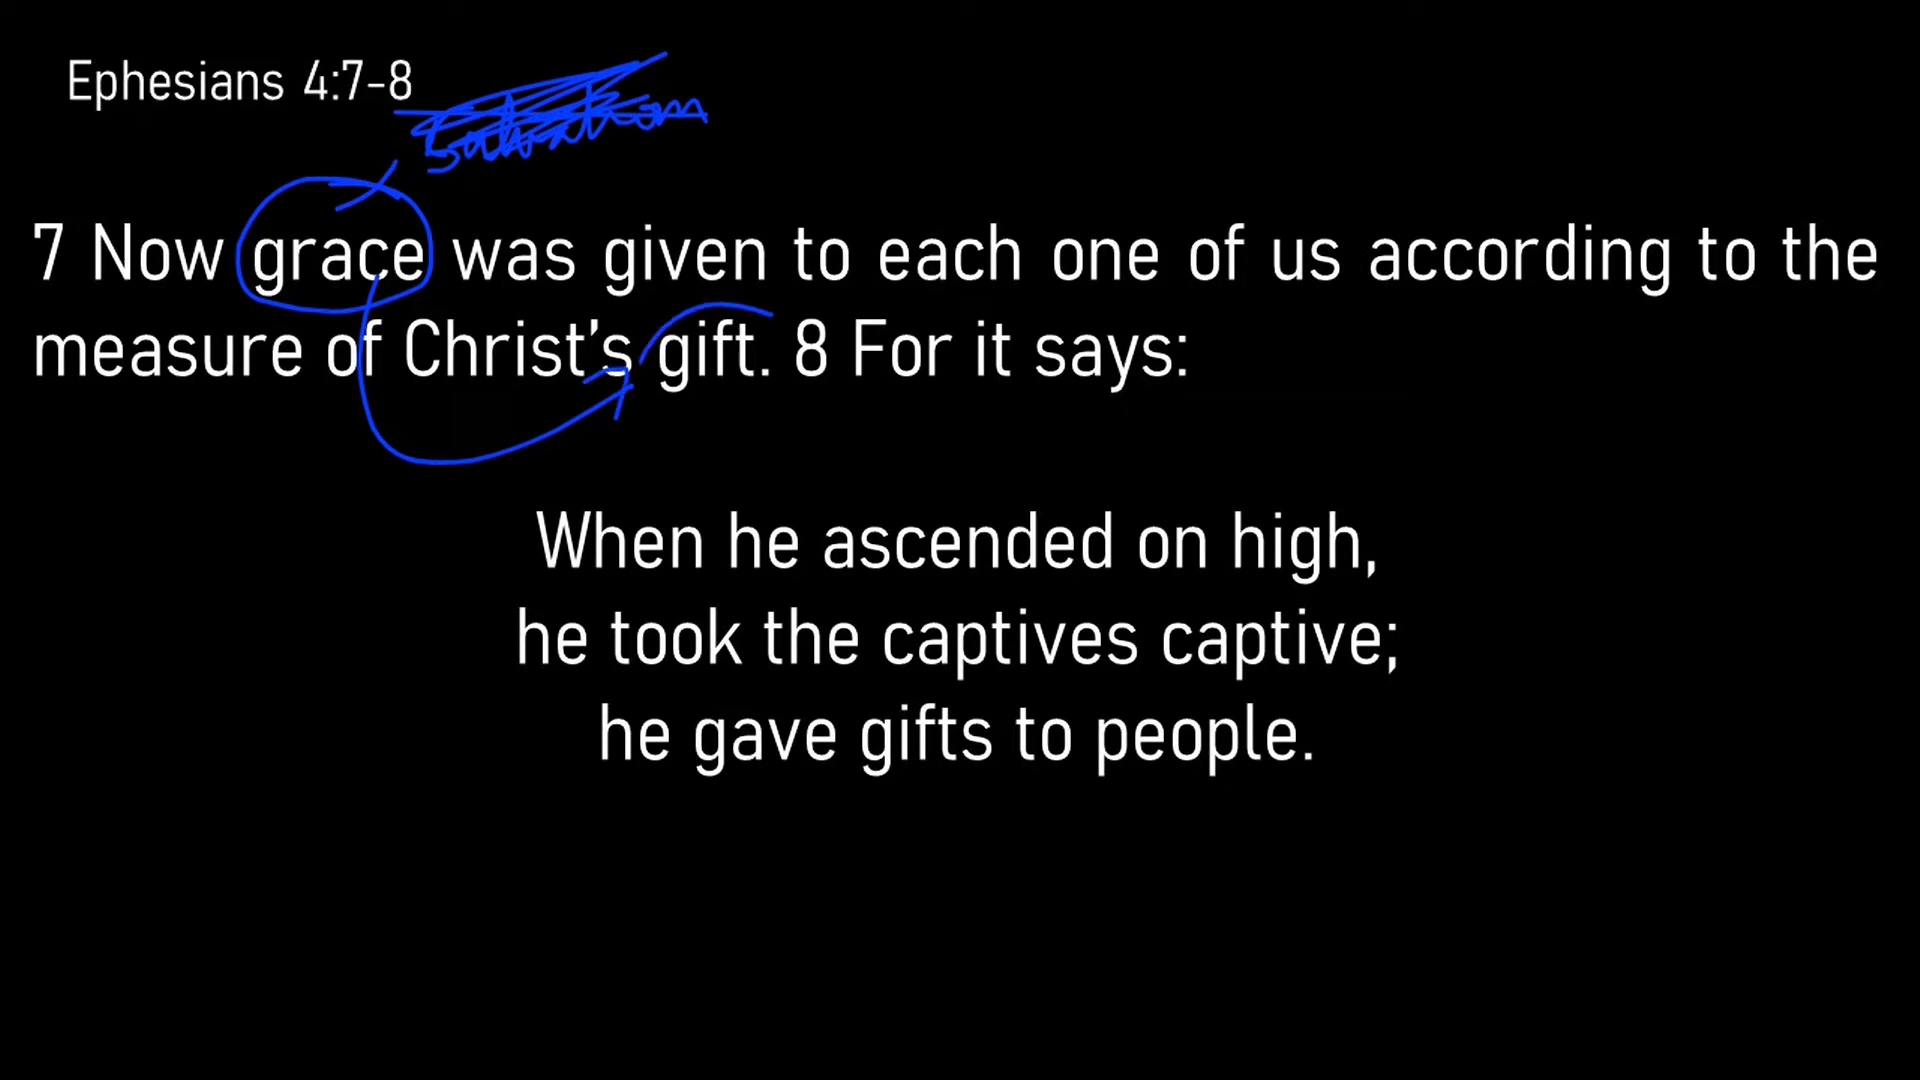 Ephesians 4:7-8
salvation
7 Now grace was given to each one of us according to the
measure of Christ’s gift. 8 For it says:
When he ascended on high,
he took the captives captive;
he gave gifts to people.